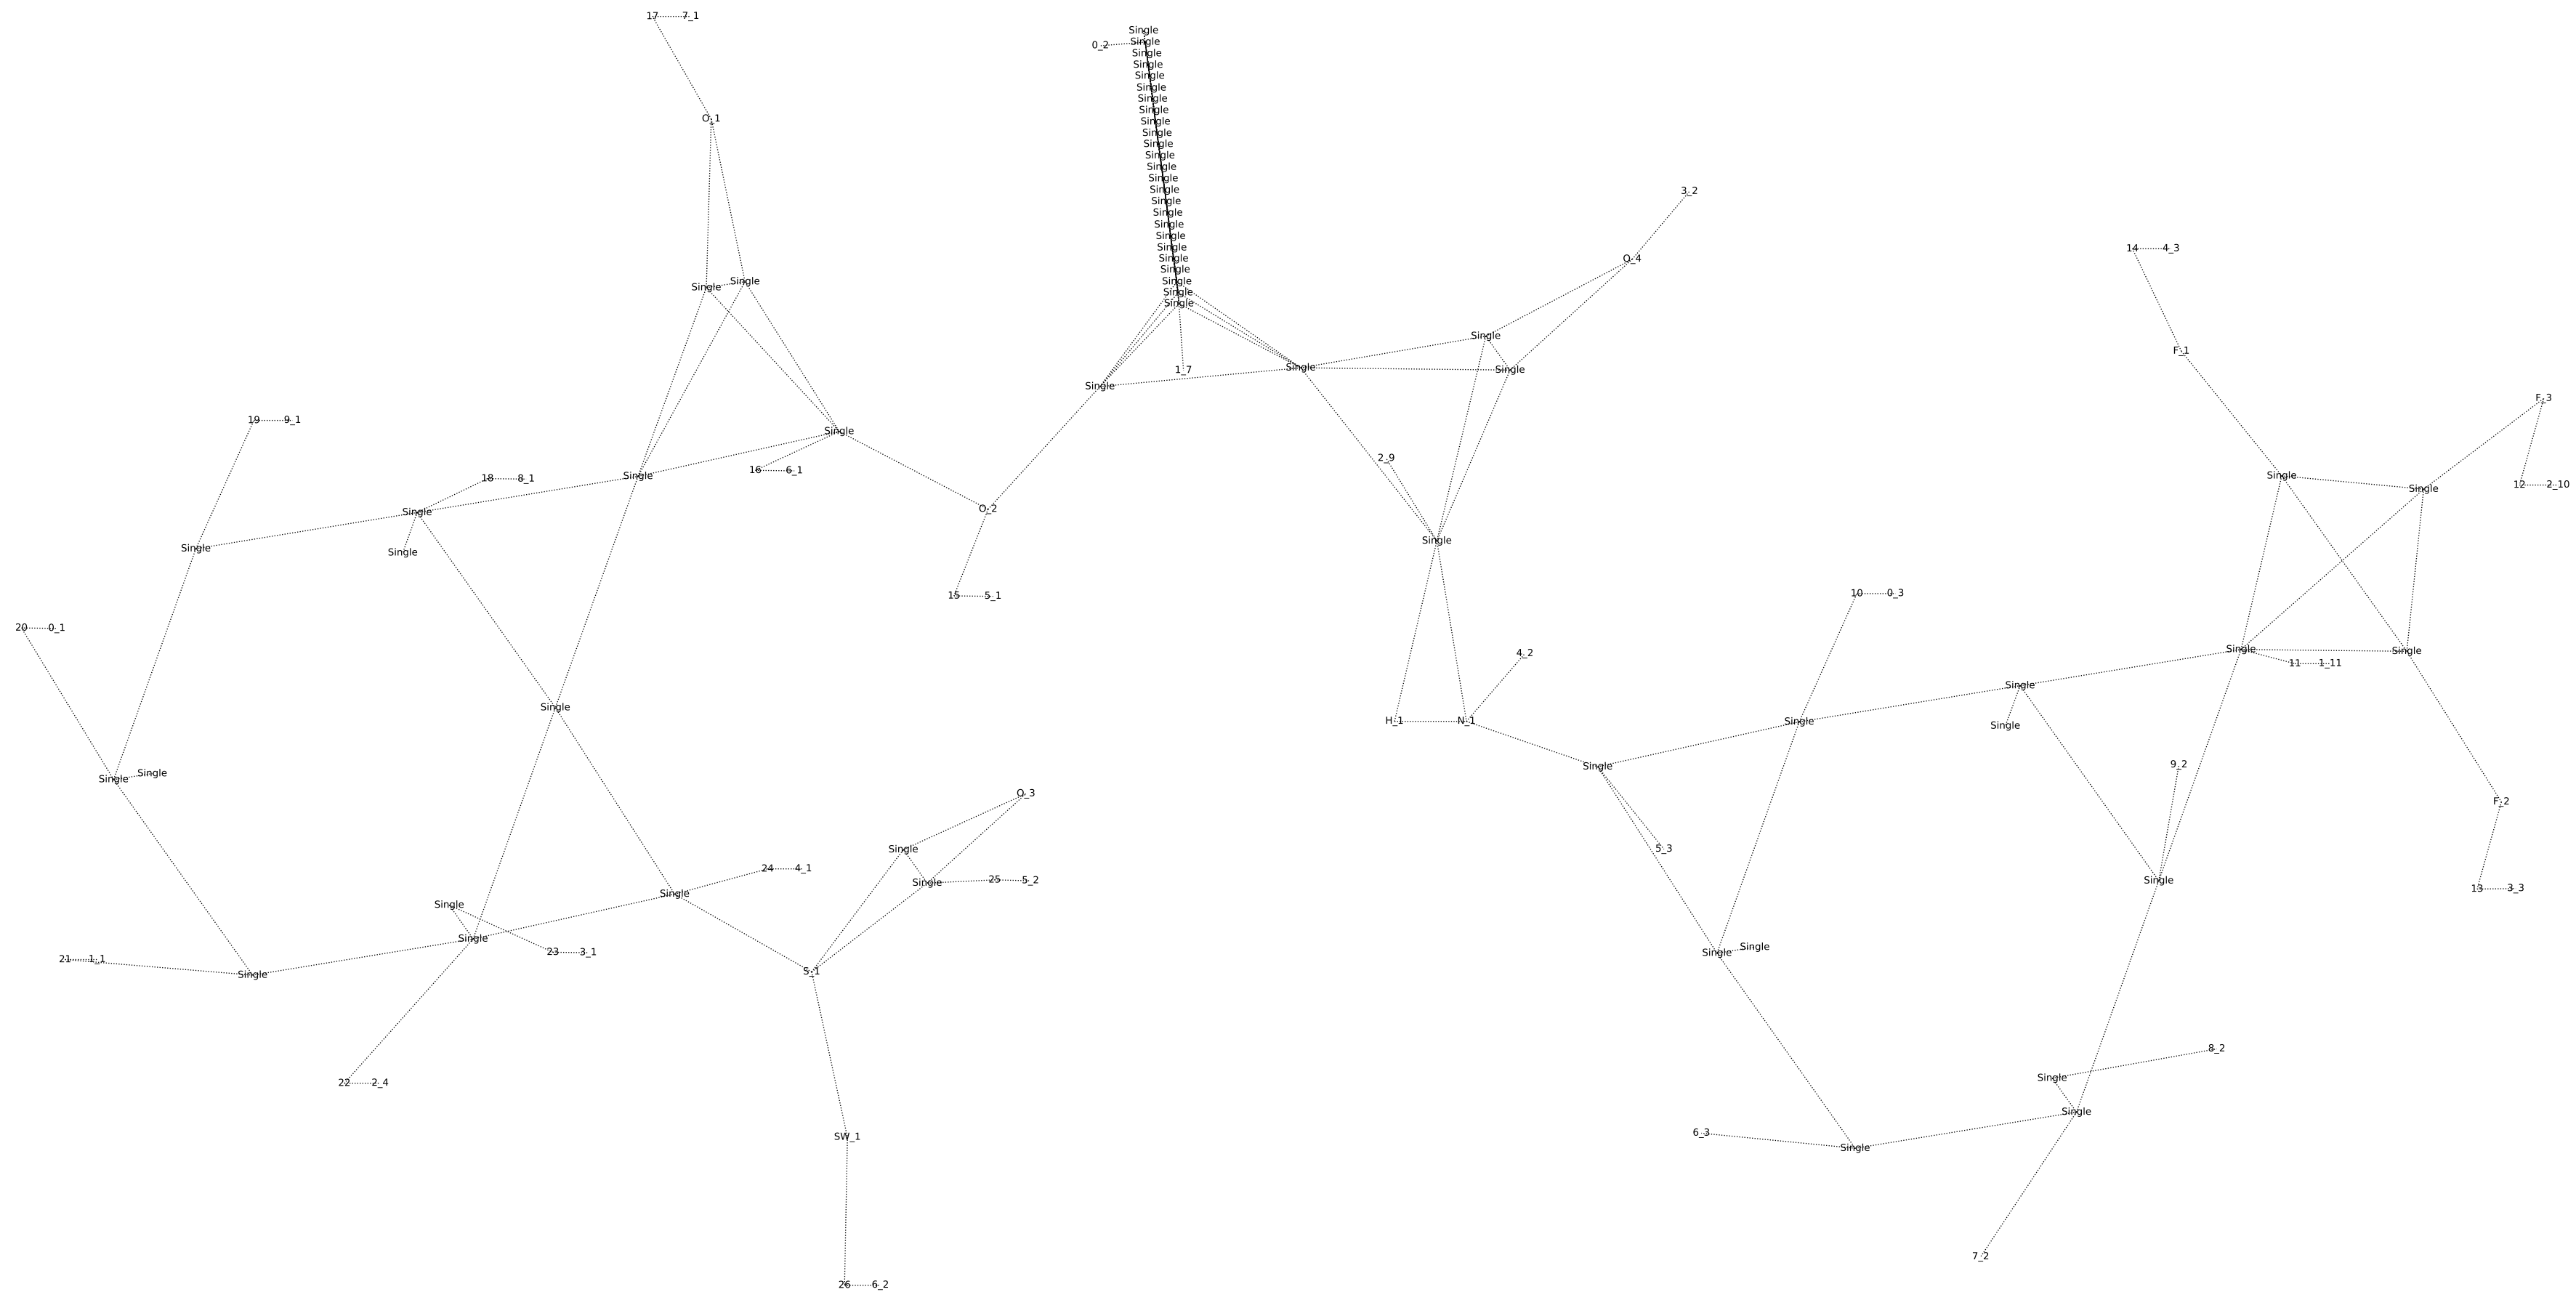 17 7_1
Single
0_2 Single
Single
Single
Single
Single
Single
Single
O_1 Single
Single
Single
Single
Single
Single
Single 3_2
Single
Single
Single
Single
Single 14 4_3
Single O_4
Single
Single Single Single
Single
Single
Single F_1
Single 1_7 Single
Single F_3
19 9_1
Single
2_9
16 6_1
Single 18 8_1 Single
12 2_10 Single
Single O_2
Single
Single Single
15 5_1 10 0_3
20 0_1
Single Single
4_2 11 1_11
Single
Single H_1 N_1 Single Single
Single 9_2
Single Single
O_3 F_2
Single 5_3
24 4_1
Single 25 5_2 Single
Single 13 3_3
Single
Single Single
23 3_1 Single
21 1_1
Single S_1
8_2
22 2_4 Single
Single
SW_1 6_3
Single
7_2
26 6_2